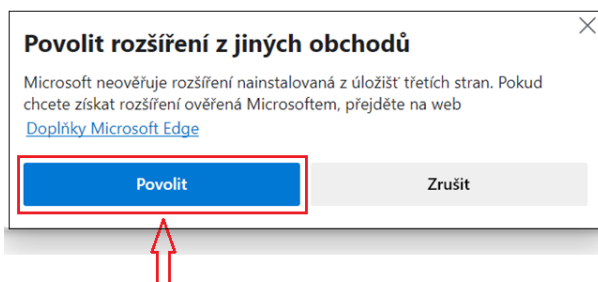 Povolit rozšíření z jiných obchodů
Microsoft neověřuje rozšíření nainstalovaná z úložišť třetích stran. Pokud
chcete získat rozšíření ověřená Microsoftem, přejděte na web
Doplňky Microsoft Edge
Povolit
Zrušit